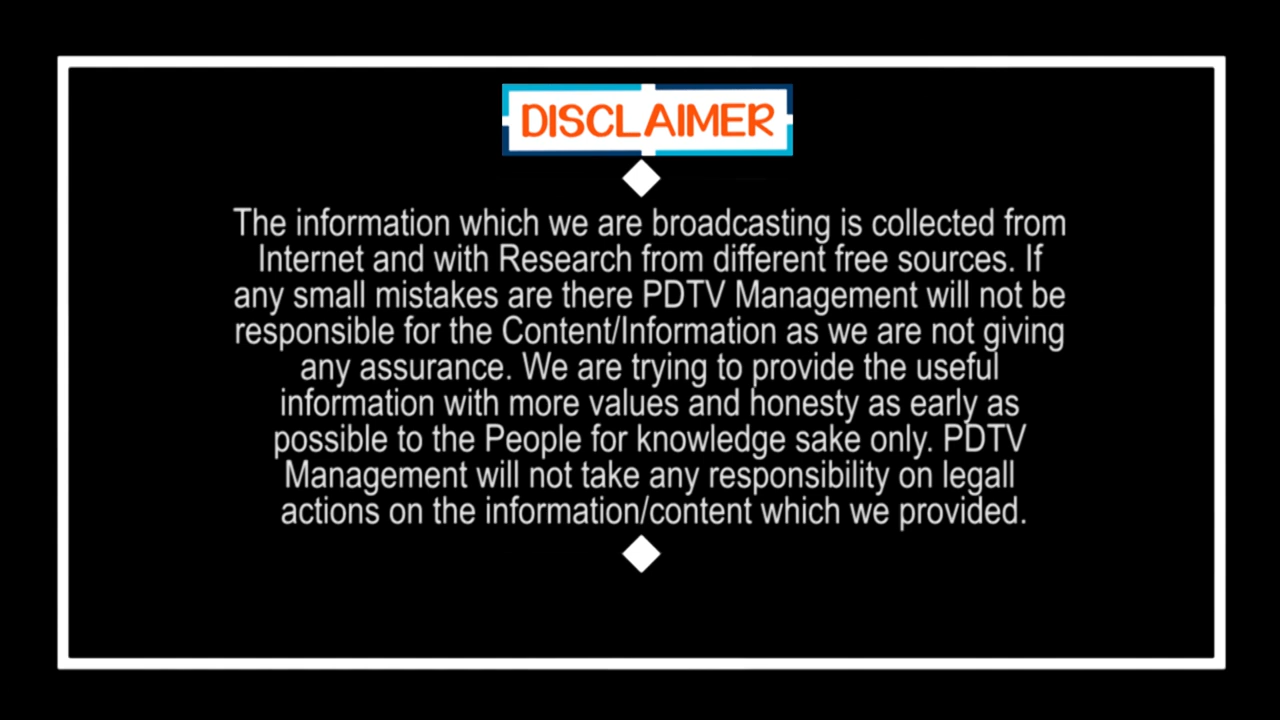 DISCLAIMER
The information which we are broadcasting is collected from
Internet and with Research from different free sources. If
any small mistakes are there PDTV Management will not be
responsible for the Content/Information as we are not giving
any assurance. We are trying to provide the useful
information with more values and honesty as early as
possible to the People for knowledge sake only. PDTV
Management will not take any responsibility on legall
actions on the information/content which we provided.